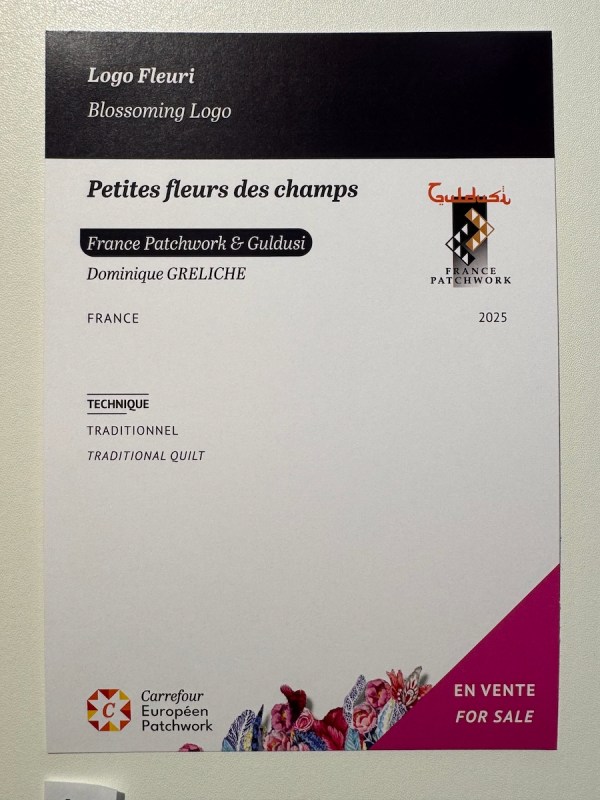 Logo Fleuri
Blossoming Logo
Petites fleurs des champs
Guldusi
FRANCE
PATCHWORK
France Patchwork & Guldusi
Dominique GRELICHE
FRANCE
2025
TECHNIQUE
TRADITIONNEL
TRADITIONAL QUILT
C
Carrefour
Européen
Patchwork
EN VENTE
FOR SALE